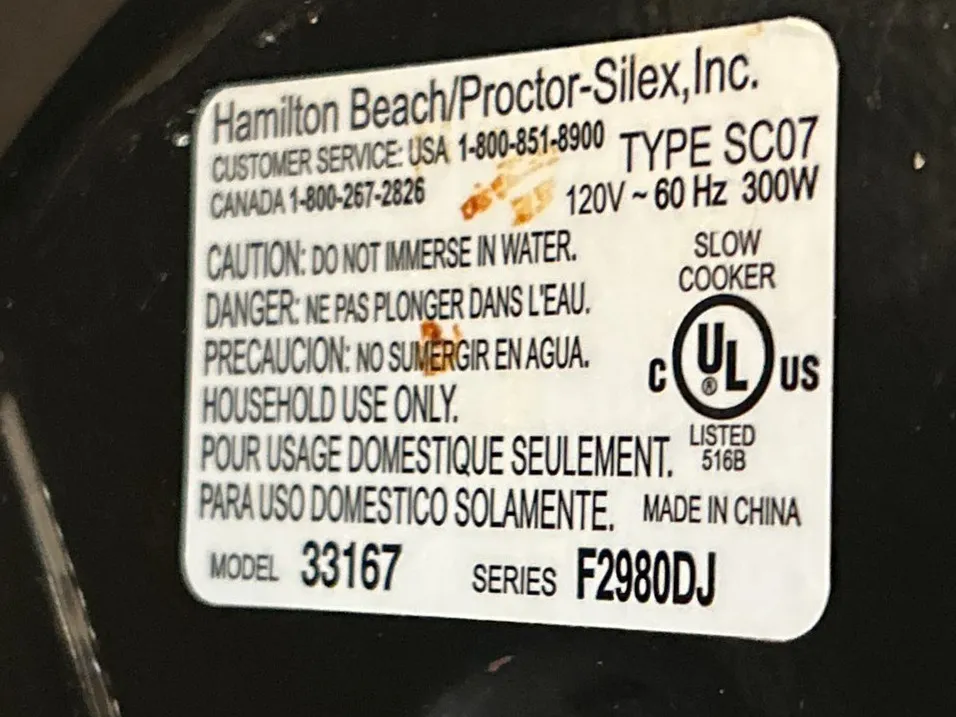 Hamilton Beach/Proctor-Silex, Inc.
CUSTOMER SERVICE: USA 1-800-851-8900
CANADA 1-800-267-2826
TYPE SC07
120V ~ 60 Hz 300W
CAUTION: DO NOT IMMERSE IN WATER.
DANGER: NE PAS PLONGER DANS L'EAU.
PRECAUCION: NO SUMERGIR EN AGUA.
HOUSEHOLD USE ONLY.
POUR USAGE DOMESTIQUE SEULEMENT.
PARA USO DOMESTICO SOLAMENTE.
SLOW
COOKER
C UL ® US
LISTED
516B
MADE IN CHINA
MODEL 33167 SERIES F2980DJ